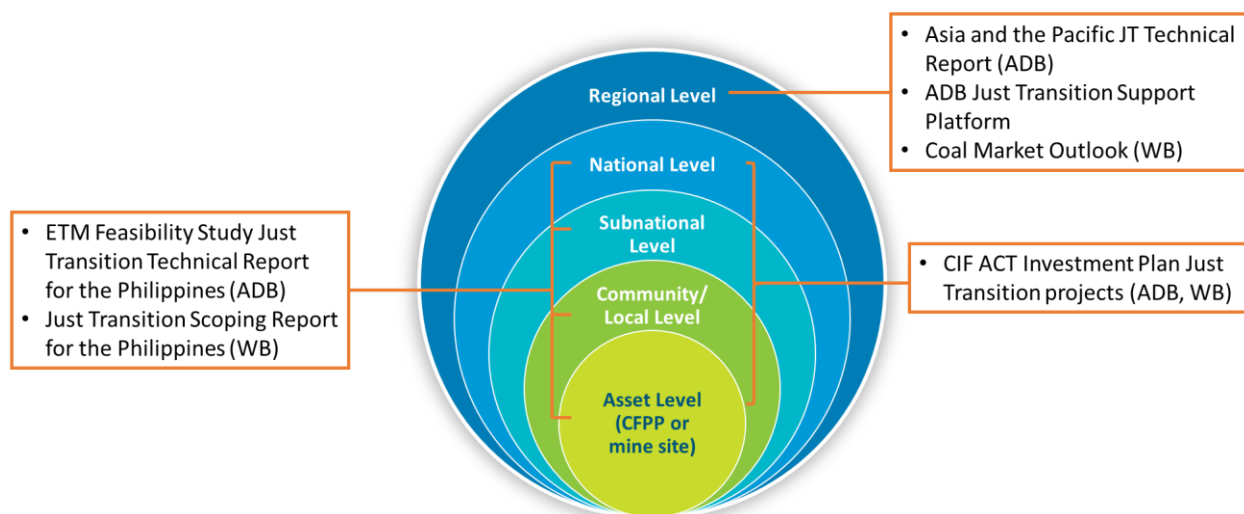 • Asia and the Pacific JT Technical
Report (ADB)
• ADB Just Transition Support
Platform
• Coal Market Outlook (WB)
Regional Level
National Level
Subnational
Level
Community/
Local Level
Asset Level
(CFPP or
mine site)
• ETM Feasibility Study Just
Transition Technical Report
for the Philippines (ADB)
• Just Transition Scoping Report
for the Philippines (WB)
• CIF ACT Investment Plan Just
Transition projects (ADB, WB)